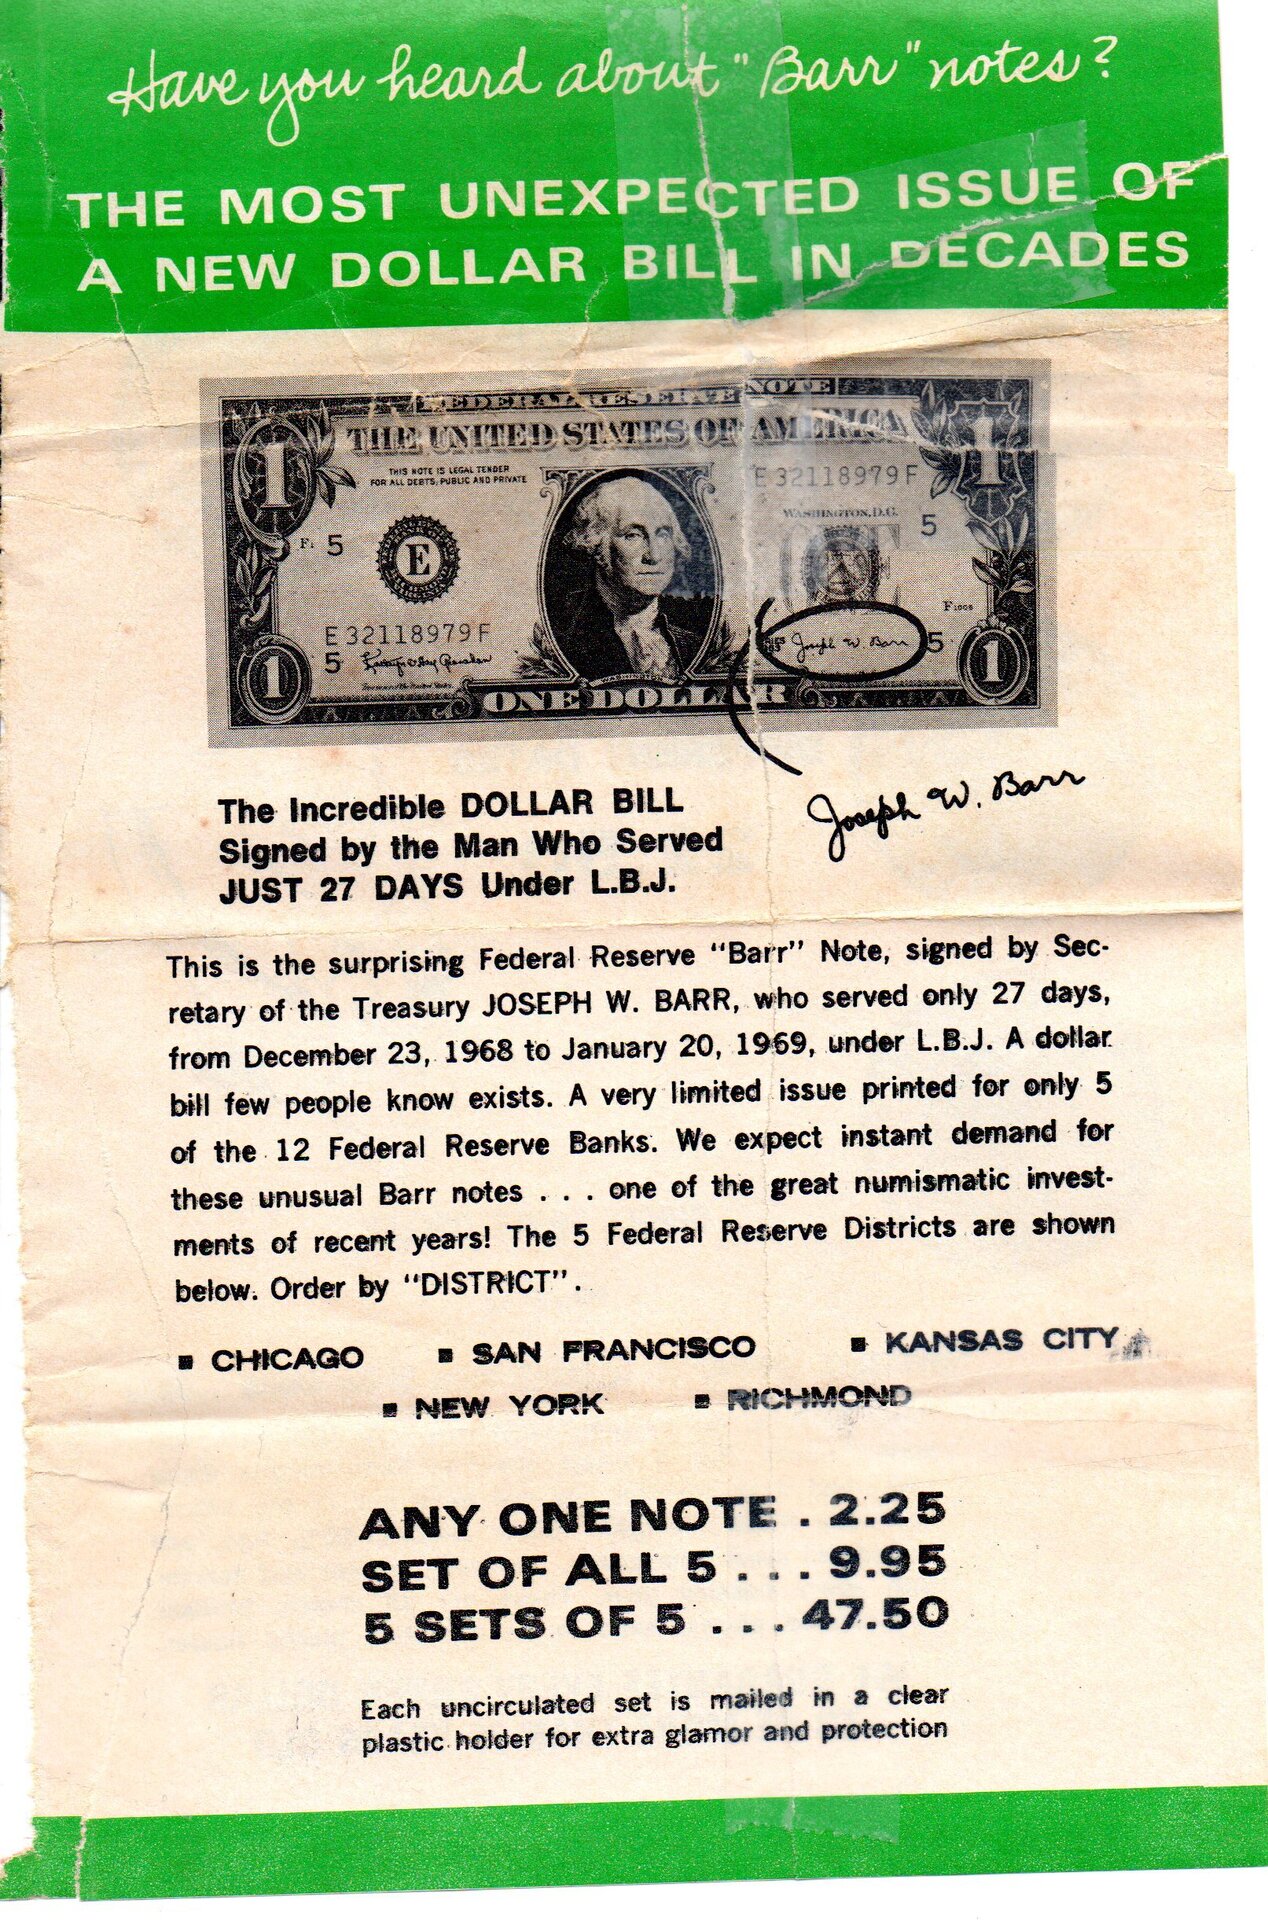 Have you heard about "Barr" notes?
THE MOST UNEXPECTED ISSUE OF
A NEW DOLLAR BILL IN DECADES
FEDERAL RESERVE NOTE
THE UNITED STATES OF AMERICA
THIS NOTE IS LEGAL TENDER
FOR ALL DEBTS, PUBLIC AND PRIVATE
E 32118979 F
WASHINGTON, D.C.
1
1
5
5
E
E 32118979 F
5
5
Joseph W. Barr
1
1
WASHINGTON
ONE DOLLAR
The Incredible DOLLAR BILL
Signed by the Man Who Served
JUST 27 DAYS Under L.B.J.
Joseph W. Barr
This is the surprising Federal Reserve "Barr" Note, signed by Sec-
retary of the Treasury JOSEPH W. BARR, who served only 27 days,
from December 23, 1968 to January 20, 1969, under L.B.J. A dollar
bill few people know exists. A very limited issue printed for only 5
of the 12 Federal Reserve Banks. We expect instant demand for
these unusual Barr notes . . . one of the great numismatic invest-
ments of recent years! The 5 Federal Reserve Districts are shown
below. Order by "DISTRICT".
■ CHICAGO ■ SAN FRANCISCO ■ KANSAS CITY
■ NEW YORK ■ RICHMOND
ANY ONE NOTE . 2.25
SET OF ALL 5 . . . 9.95
5 SETS OF 5 . . . 47.50
Each uncirculated set is mailed in a clear
plastic holder for extra glamor and protection